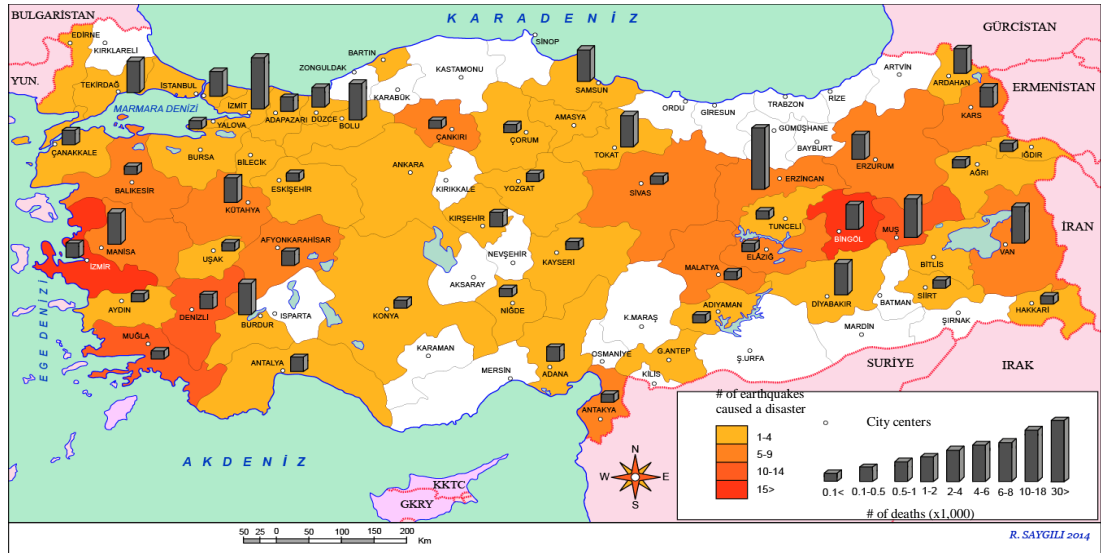 BULGARİSTAN
KARADENİZ
GÜRCİSTAN
EDİRNE
KIRKLARELİ
SİNOP
BARTIN
ZONGULDAK
KASTAMONU
ARTVİN
YUN.
TEKİRDAĞ
İSTANBUL
KARABÜK
SAMSUN
ARDAHAN
ERMENİSTAN
MARMARA DENİZİ
İZMİT
ADAPAZARI
DÜZCE
BOLU
ORDU
GİRESUN
TRABZON
RİZE
KARS
YALOVA
ÇANKIRI
ÇORUM
AMASYA
GÜMÜŞHANE
ÇANAKKALE
BURSA
BİLECİK
TOKAT
BAYBURT
ERZURUM
IĞDIR
ANKARA
AĞRI
BALIKESİR
ESKİŞEHİR
KIRIKKALE
YOZGAT
SİVAS
ERZİNCAN
KÜTAHYA
KIRŞEHİR
TUNCELİ
BİNGÖL
MUŞ
İRAN
MANİSA
UŞAK
AFYONKARAHİSAR
NEVŞEHİR
KAYSERİ
ELAZIĞ
VAN
İZMİR
AKSARAY
MALATYA
BİTLİS
EGE DENİZİ
AYDIN
DENİZLİ
BURDUR
ISPARTA
KONYA
NİĞDE
ADIYAMAN
DİYABAKIR
BATMAN
SİİRT
HAKKARİ
MUĞLA
K.MARAŞ
MARDİN
ŞIRNAK
ANTALYA
KARAMAN
MERSİN
ADANA
OSMANİYE
G.ANTEP
Ş.URFA
KİLİS
SURİYE
IRAK
ANTAKYA
AKDENİZ
KKTC
GKRY
N
W E
S
# of earthquakes
caused a disaster
1-4
5-9
10-14
15>
City centers
0.1< 0.1-0.5 0.5-1 1-2 2-4 4-6 6-8 10-18 30>
# of deaths (x1,000)
50 25 0 50 100 150 200
Km
R. SAYGILI 2014